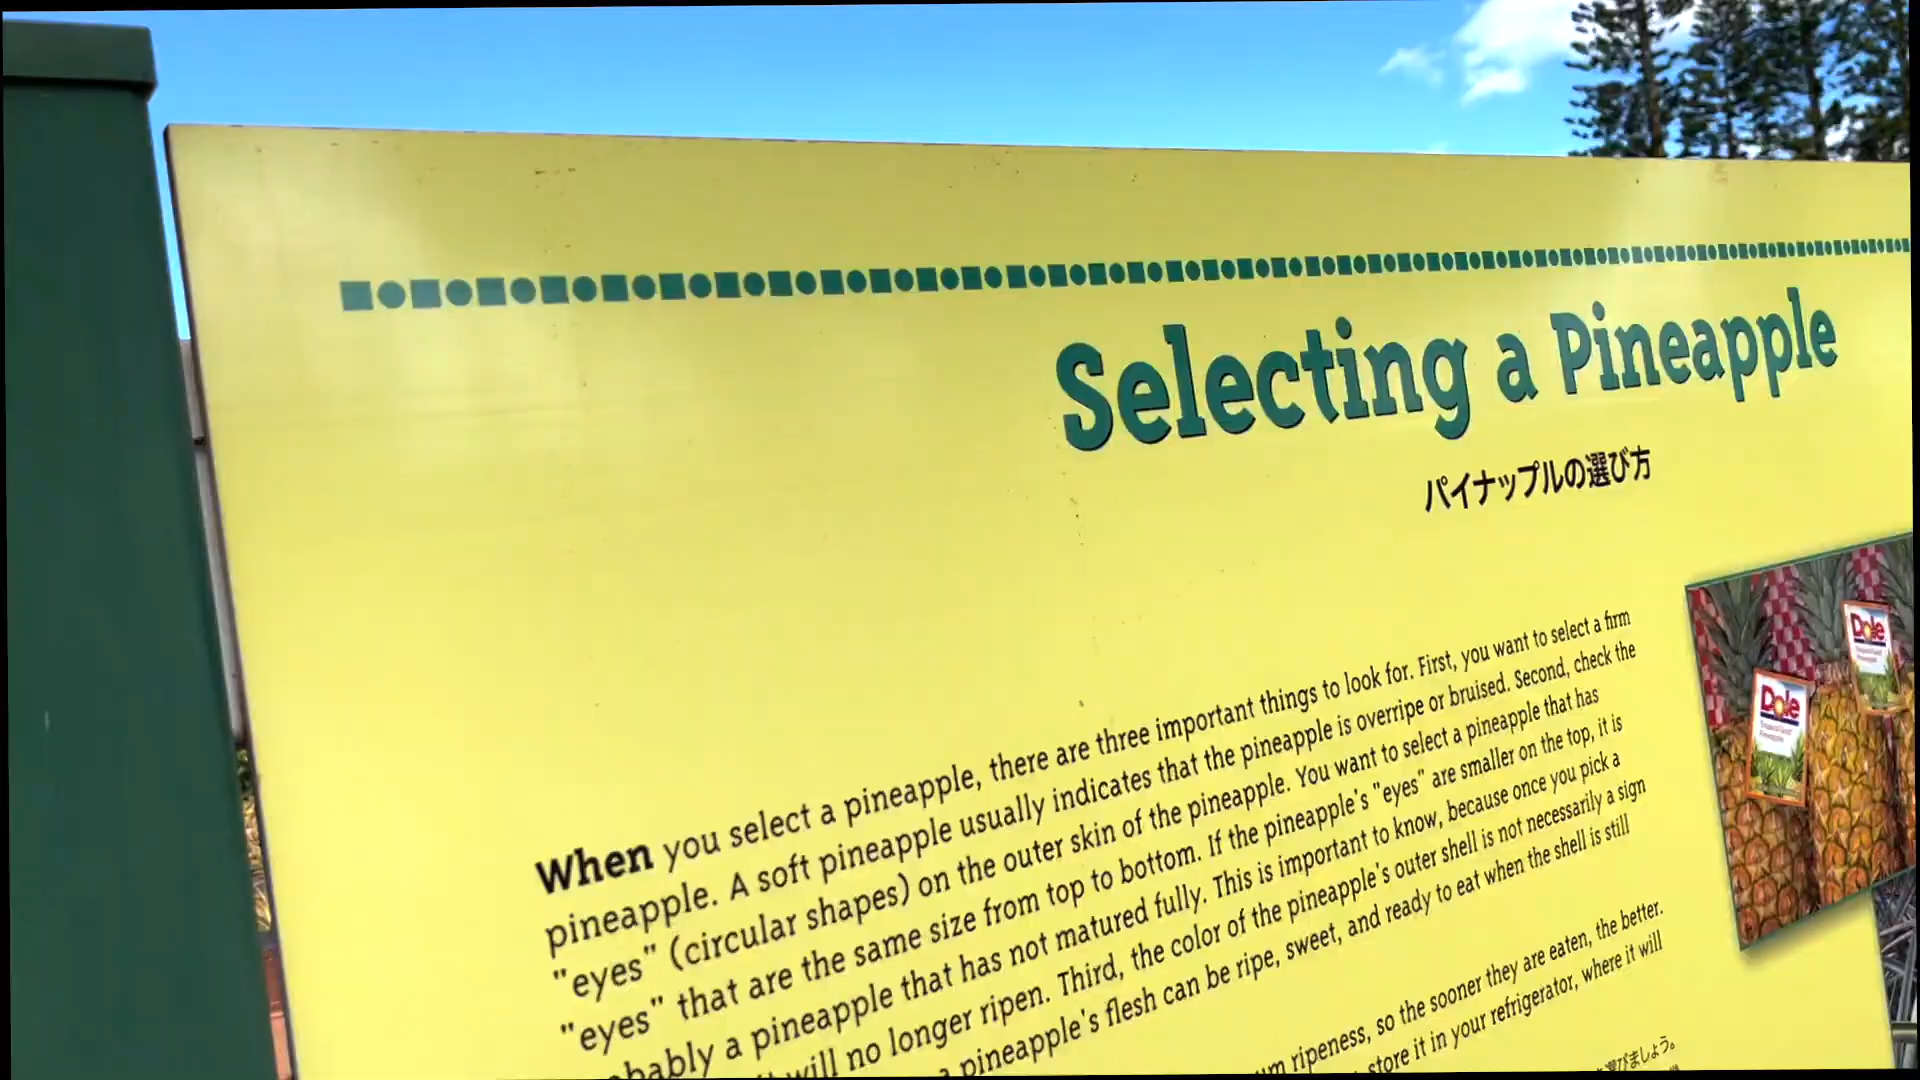 Selecting a Pineapple
パイナップルの選び方
When you select a pineapple, there are three important things to look for. First, you want to select a firm
pineapple. A soft pineapple usually indicates that the pineapple is overripe or bruised. Second, check the
"eyes" (circular shapes) on the outer skin of the pineapple. You want to select a pineapple that has
"eyes" that are the same size from top to bottom. If the pineapple's "eyes" are smaller on the top, it is
a pineapple that has not matured fully. This is important to know, because once you pick a
will no longer ripen. Third, the color of the pineapple's outer shell is not necessarily a sign
a pineapple's flesh can be ripe, sweet, and ready to eat when the shell is still
ripeness, so the sooner they are eaten, the better.
store it in your refrigerator, where it will
Dole
Dole